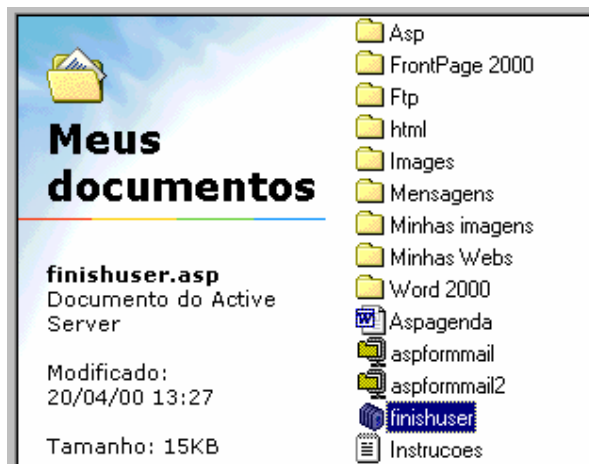 Meus
documentos
finishuser.asp
Documento do Active
Server
Modificado:
20/04/00 13:27
Tamanho: 15KB
Asp
FrontPage 2000
Ftp
html
Images
Mensagens
Minhas imagens
Minhas Webs
Word 2000
Aspagenda
aspformmail
aspformmail2
finishuser
Instrucoes